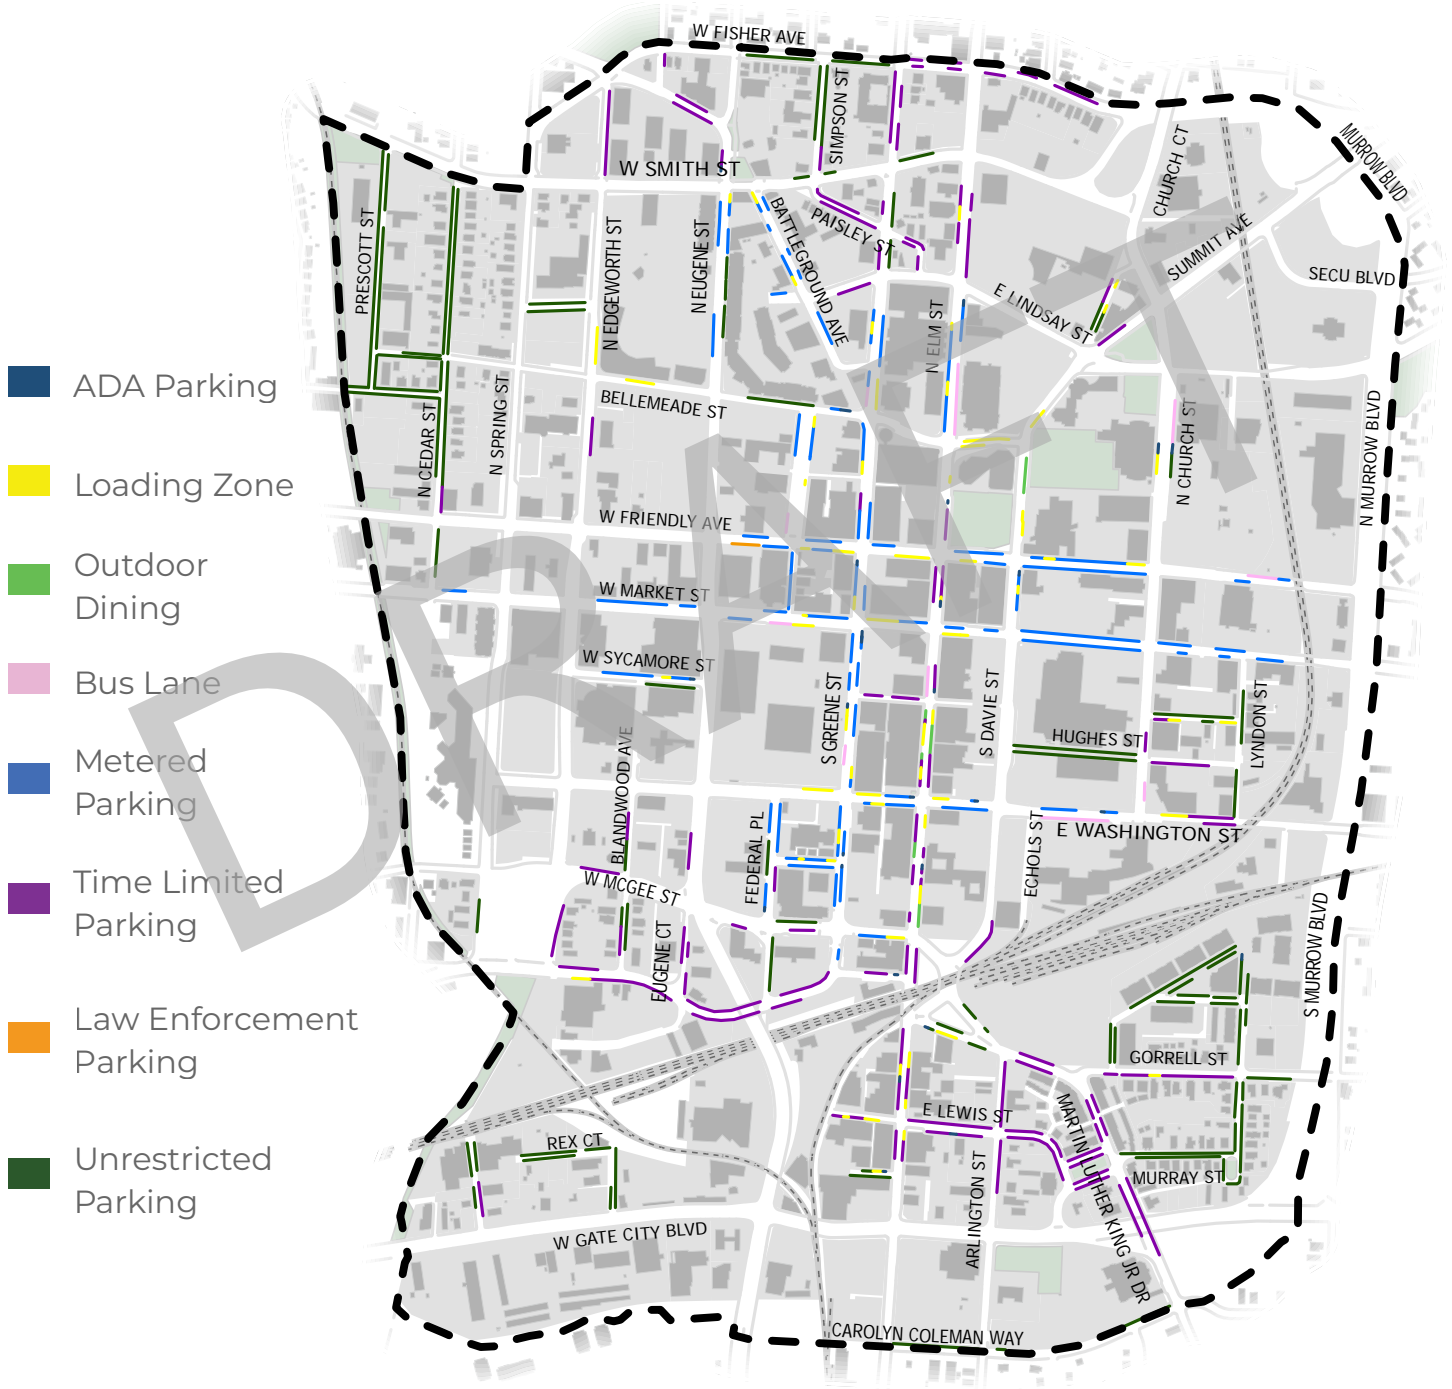 W FISHER AVE
SIMPSON ST
CHURCH CT
MURROW BLVD
W SMITH ST
PRESCOTT ST
N EDGEWORTH ST
N EUGENE ST
BATTLEGROUND AVE
PAISLEY ST
SUMMIT AVE
SECU BLVD
E LINDSAY ST
N ELM ST
ADA Parking
N CEDAR ST
N SPRING ST
BELLEMEADE ST
N CHURCH ST
N MURROW BLVD
Loading Zone
W FRIENDLY AVE
Outdoor
Dining
W MARKET ST
Bus Lane
W SYCAMORE ST
S GREENE ST
S DAVIE ST
LYNDON ST
HUGHES ST
Metered
Parking
BLANDWOOD AVE
FEDERAL PL
ECHOLS ST
E WASHINGTON ST
Time Limited
Parking
W MCGEE ST
EUGENE CT
S MURROW BLVD
Law Enforcement
Parking
GORRELL ST
E LEWIS ST
MARTIN LUTHER KING JR DR
REX CT
Unrestricted
Parking
ARLINGTON ST
MURRAY ST
W GATE CITY BLVD
CAROLYN COLEMAN WAY
DRAFT